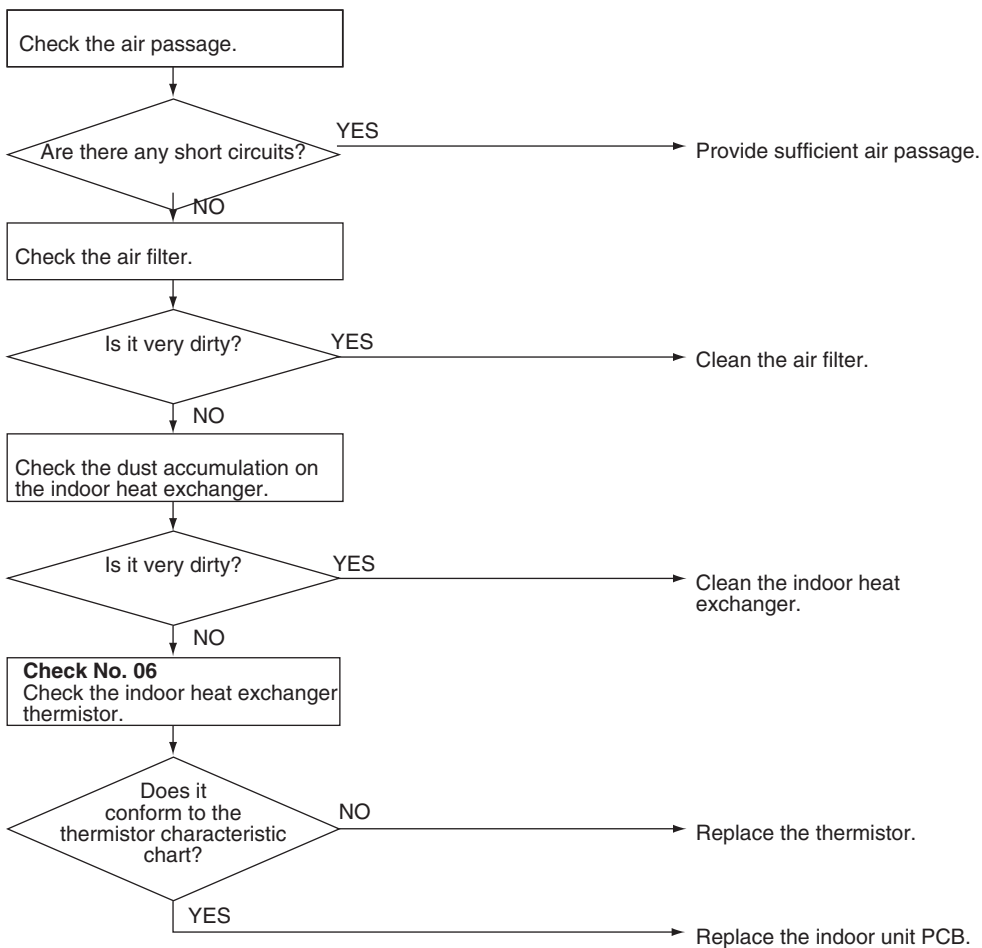 Check the air passage.
YES
Are there any short circuits?
Provide sufficient air passage.
NO
Check the air filter.
Is it very dirty?
YES
Clean the air filter.
NO
Check the dust accumulation on
the indoor heat exchanger.
Is it very dirty?
YES
Clean the indoor heat
exchanger.
NO
Check No. 06
Check the indoor heat exchanger
thermistor.
Does it
conform to the
thermistor characteristic
chart?
NO
Replace the thermistor.
YES
Replace the indoor unit PCB.